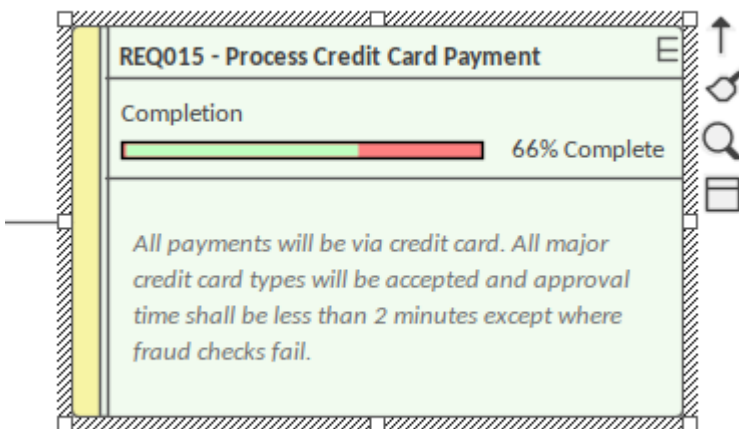 REQ015 - Process Credit Card Payment
Completion
66% Complete
All payments will be via credit card. All major
credit card types will be accepted and approval
time shall be less than 2 minutes except where
fraud checks fail.